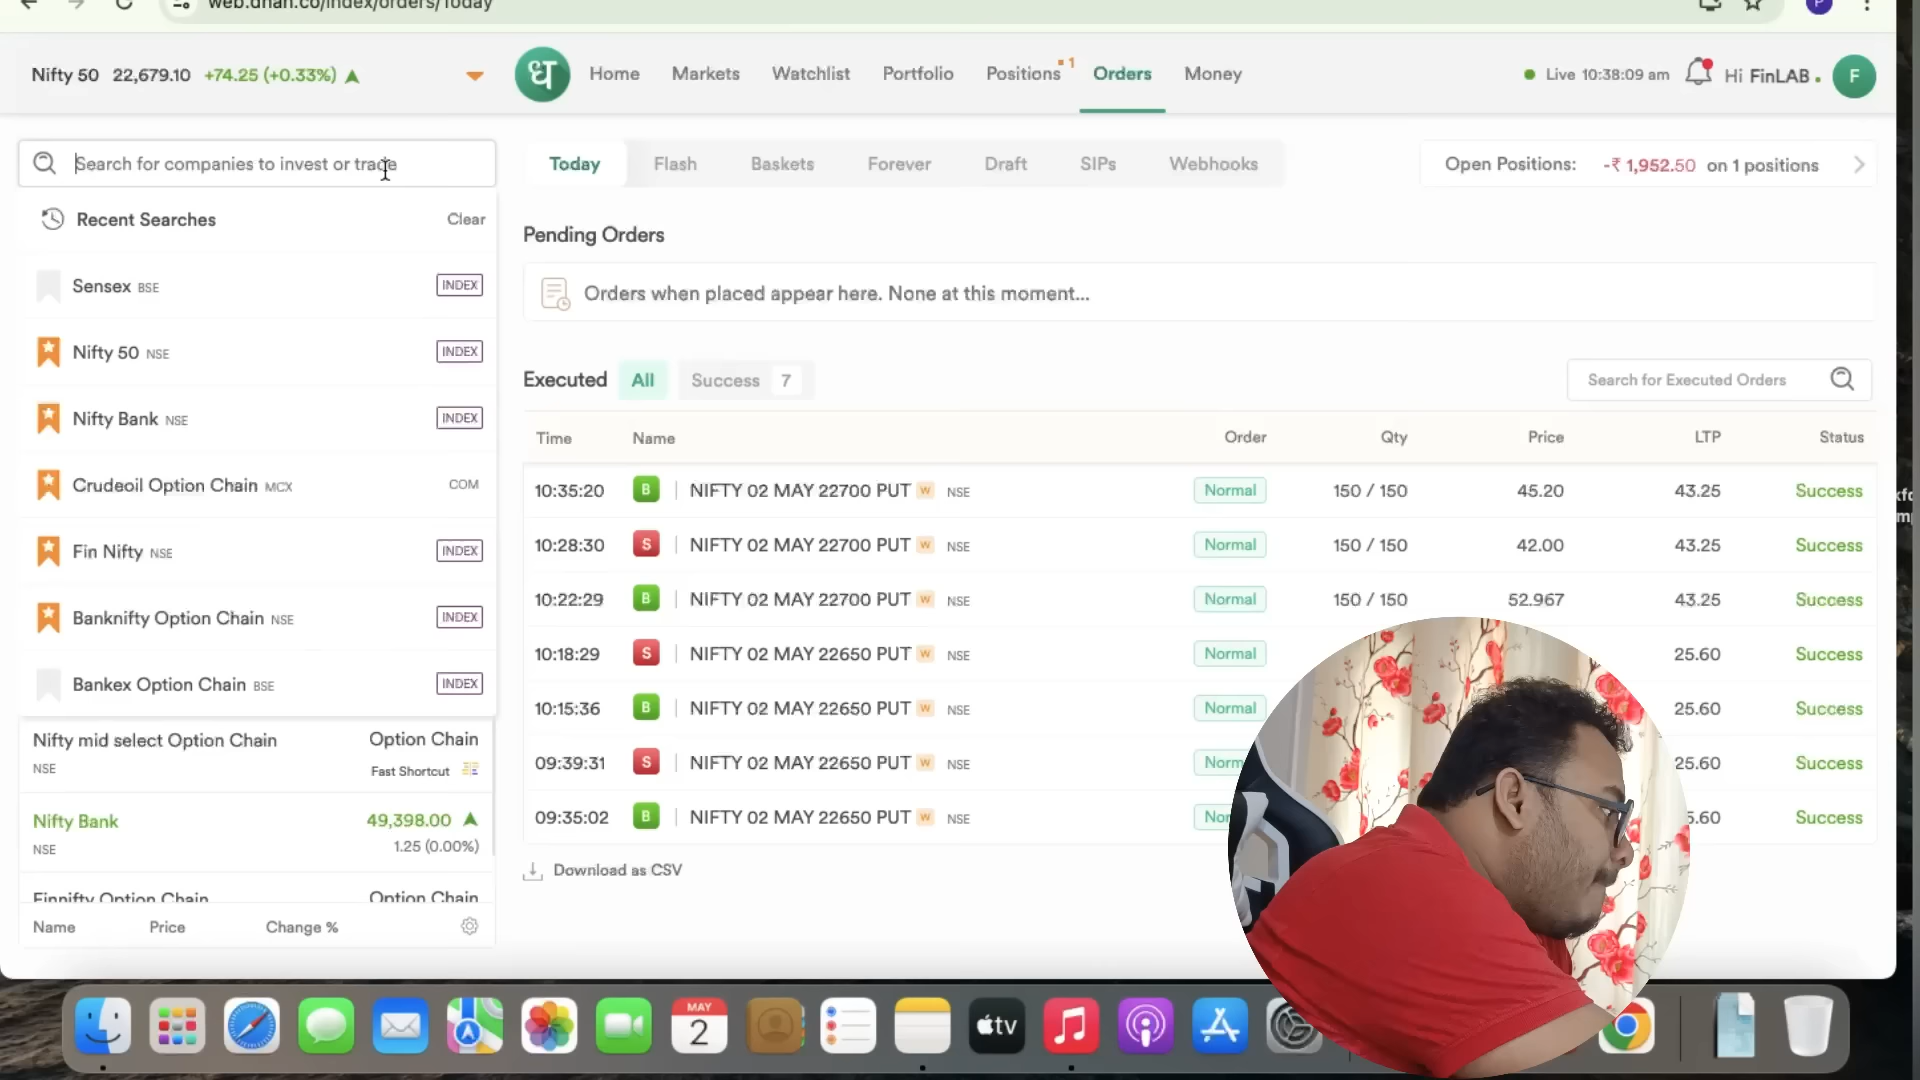 web.dhan.co/index/orders/Today
P
Nifty 50 22,679.10 +74.25 (+0.33%)
ध
Home Markets Watchlist Portfolio Positions 1 Orders Money
Live 10:38:09 am Hi FinLAB F
Search for companies to invest or trade
Today Flash Baskets Forever Draft SIPs Webhooks
Open Positions: -₹ 1,952.50 on 1 positions
Recent Searches Clear
Sensex BSE INDEX
Nifty 50 NSE INDEX
Nifty Bank NSE INDEX
Crudeoil Option Chain MCX COM
Fin Nifty NSE INDEX
Banknifty Option Chain NSE INDEX
Bankex Option Chain BSE INDEX
Nifty mid select Option Chain Option Chain
NSE Fast Shortcut
Nifty Bank 49,398.00
NSE 1.25 (0.00%)
Finnifty Option Chain Option Chain
Name Price Change %
Pending Orders
Orders when placed appear here. None at this moment...
Executed All Success 7 Search for Executed Orders
Time Name Order Qty Price LTP Status
10:35:20 B NIFTY 02 MAY 22700 PUT W NSE Normal 150 / 150 45.20 43.25 Success
10:28:30 S NIFTY 02 MAY 22700 PUT W NSE Normal 150 / 150 42.00 43.25 Success
10:22:29 B NIFTY 02 MAY 22700 PUT W NSE Normal 150 / 150 52.967 43.25 Success
10:18:29 S NIFTY 02 MAY 22650 PUT W NSE Normal 25.60 Success
10:15:36 B NIFTY 02 MAY 22650 PUT W NSE Normal 25.60 Success
09:39:31 S NIFTY 02 MAY 22650 PUT W NSE Norm 25.60 Success
09:35:02 B NIFTY 02 MAY 22650 PUT W NSE Nor 5.60 Success
Download as CSV
MAY
2
tv